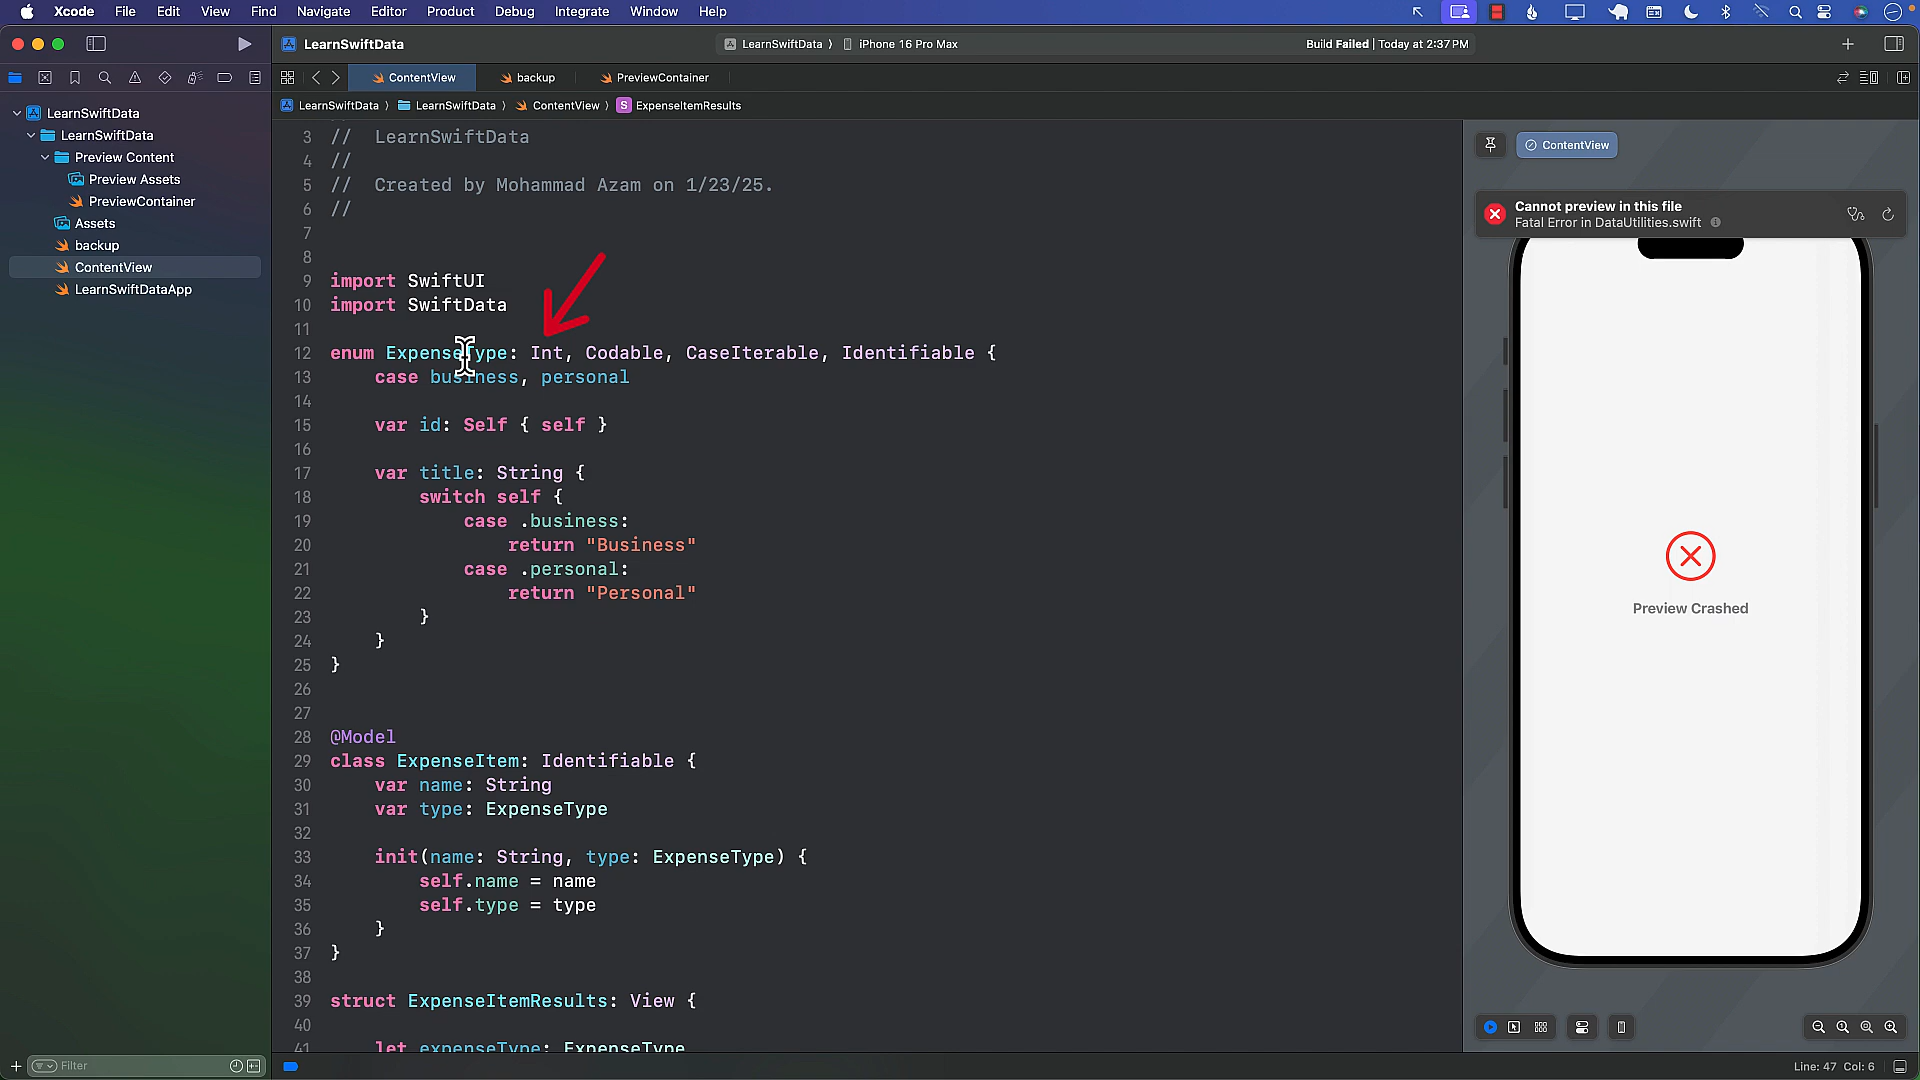 Xcode File Edit View Find Navigate Editor Product Debug Integrate Window Help
LearnSwiftData
LearnSwiftData 〉 iPhone 16 Pro Max
Build Failed | Today at 2:37 PM
ContentView
backup
PreviewContainer
LearnSwiftData 〉 LearnSwiftData 〉 ContentView 〉 S ExpenseItemResults
LearnSwiftData
LearnSwiftData
Preview Content
Preview Assets
PreviewContainer
Assets
backup
ContentView
LearnSwiftDataApp
Filter
3 //  LearnSwiftData
4 //
5 //  Created by Mohammad Azam on 1/23/25.
6 //
7
8
9 import SwiftUI
10 import SwiftData
11
12 enum ExpenseType: Int, Codable, CaseIterable, Identifiable {
13     case business, personal
14
15     var id: Self { self }
16
17     var title: String {
18         switch self {
19             case .business:
20                 return "Business"
21             case .personal:
22                 return "Personal"
23         }
24     }
25 }
26
27
28 @Model
29 class ExpenseItem: Identifiable {
30     var name: String
31     var type: ExpenseType
32
33     init(name: String, type: ExpenseType) {
34         self.name = name
35         self.type = type
36     }
37 }
38
39 struct ExpenseItemResults: View {
40
41     let expenseType: ExpenseType
ContentView
Cannot preview in this file
Fatal Error in DataUtilities.swift
Preview Crashed
Line: 47 Col: 6